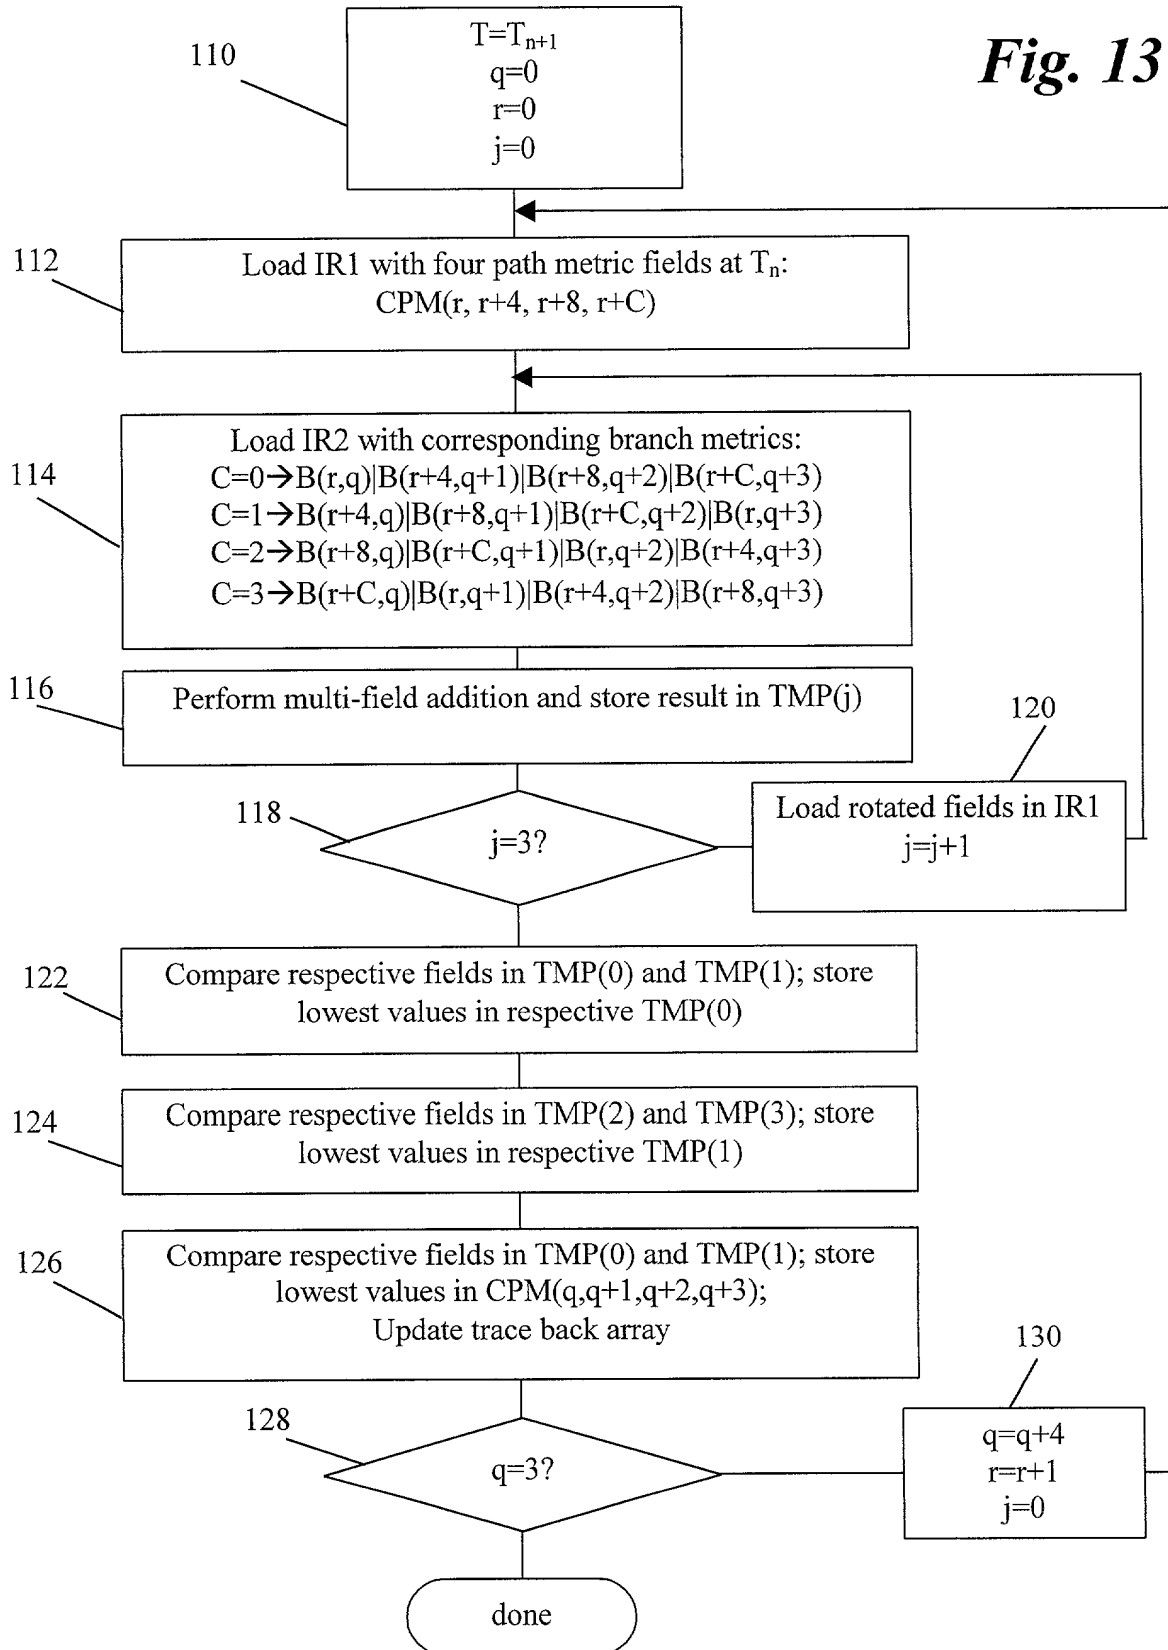 Fig. 13
110
T=Tn+1
q=0
r=0
j=0
112
Load IR1 with four path metric fields at Tn:
CPM(r, r+4, r+8, r+C)
114
Load IR2 with corresponding branch metrics:
C=0→B(r,q)|B(r+4,q+1)|B(r+8,q+2)|B(r+C,q+3)
C=1→B(r+4,q)|B(r+8,q+1)|B(r+C,q+2)|B(r,q+3)
C=2→B(r+8,q)|B(r+C,q+1)|B(r,q+2)|B(r+4,q+3)
C=3→B(r+C,q)|B(r,q+1)|B(r+4,q+2)|B(r+8,q+3)
116
Perform multi-field addition and store result in TMP(j)
118
j=3?
120
Load rotated fields in IR1
j=j+1
122
Compare respective fields in TMP(0) and TMP(1); store
lowest values in respective TMP(0)
124
Compare respective fields in TMP(2) and TMP(3); store
lowest values in respective TMP(1)
126
Compare respective fields in TMP(0) and TMP(1); store
lowest values in CPM(q,q+1,q+2,q+3);
Update trace back array
128
q=3?
130
q=q+4
r=r+1
j=0
done